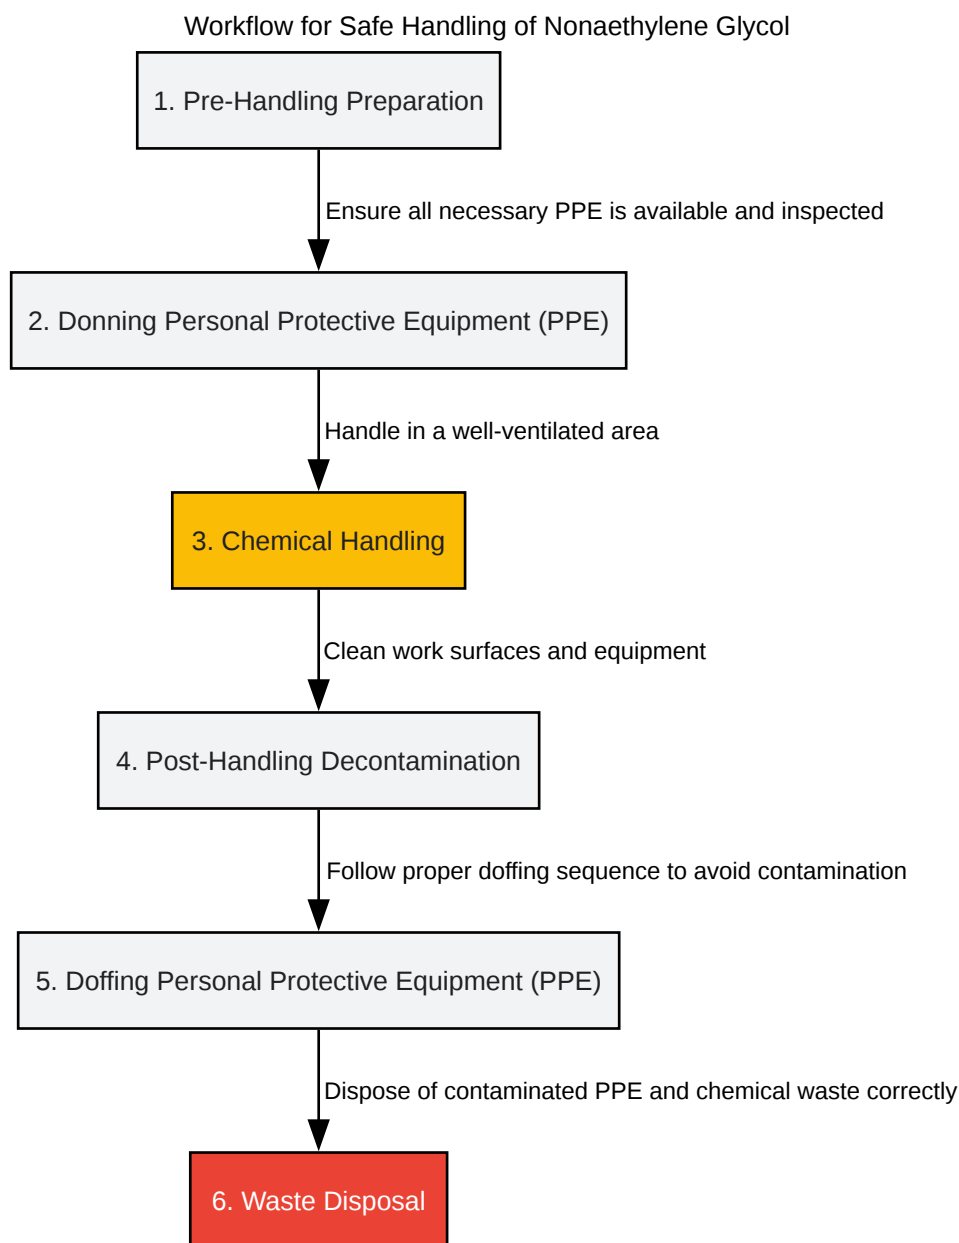 Workflow for Safe Handling of Nonaethylene Glycol
1. Pre-Handling Preparation
Ensure all necessary PPE is available and inspected
2. Donning Personal Protective Equipment (PPE)
Handle in a well-ventilated area
3. Chemical Handling
Clean work surfaces and equipment
4. Post-Handling Decontamination
Follow proper doffing sequence to avoid contamination
5. Doffing Personal Protective Equipment (PPE)
Dispose of contaminated PPE and chemical waste correctly
6. Waste Disposal